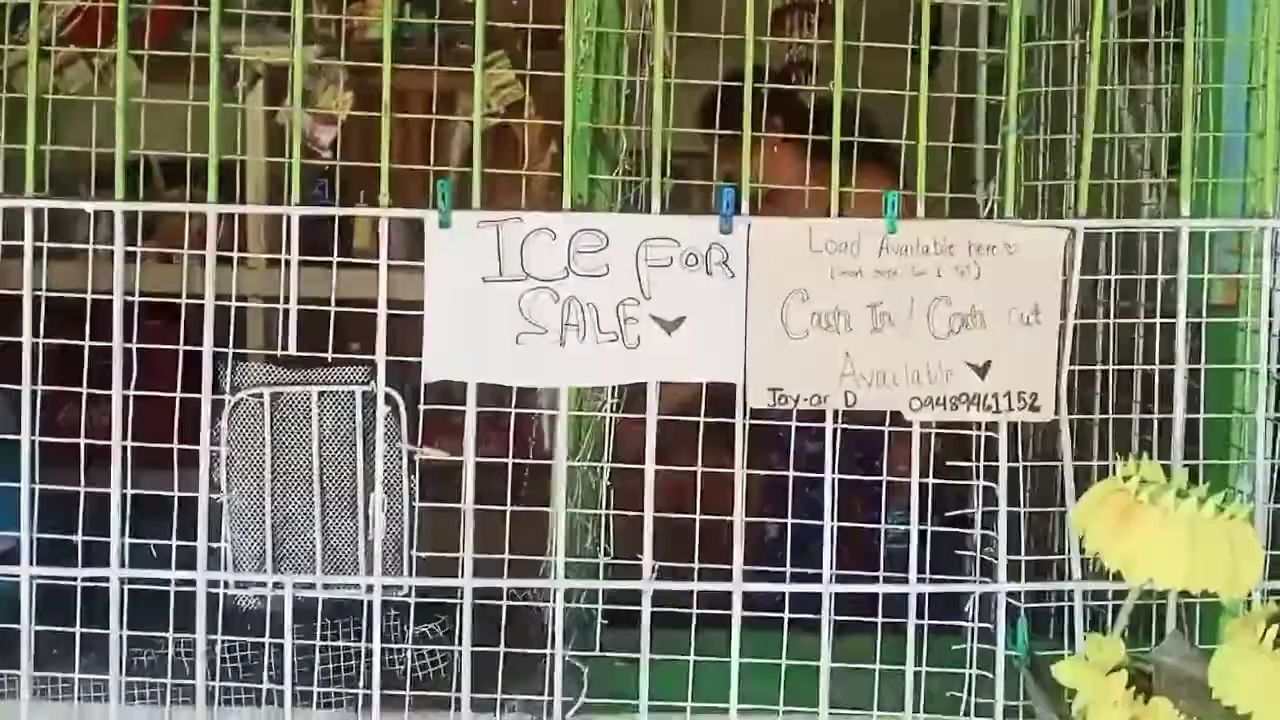 ICe FOR
SALE
Load Available here
Cash In/ Cash out
Available
Jay-ar D 09489461152